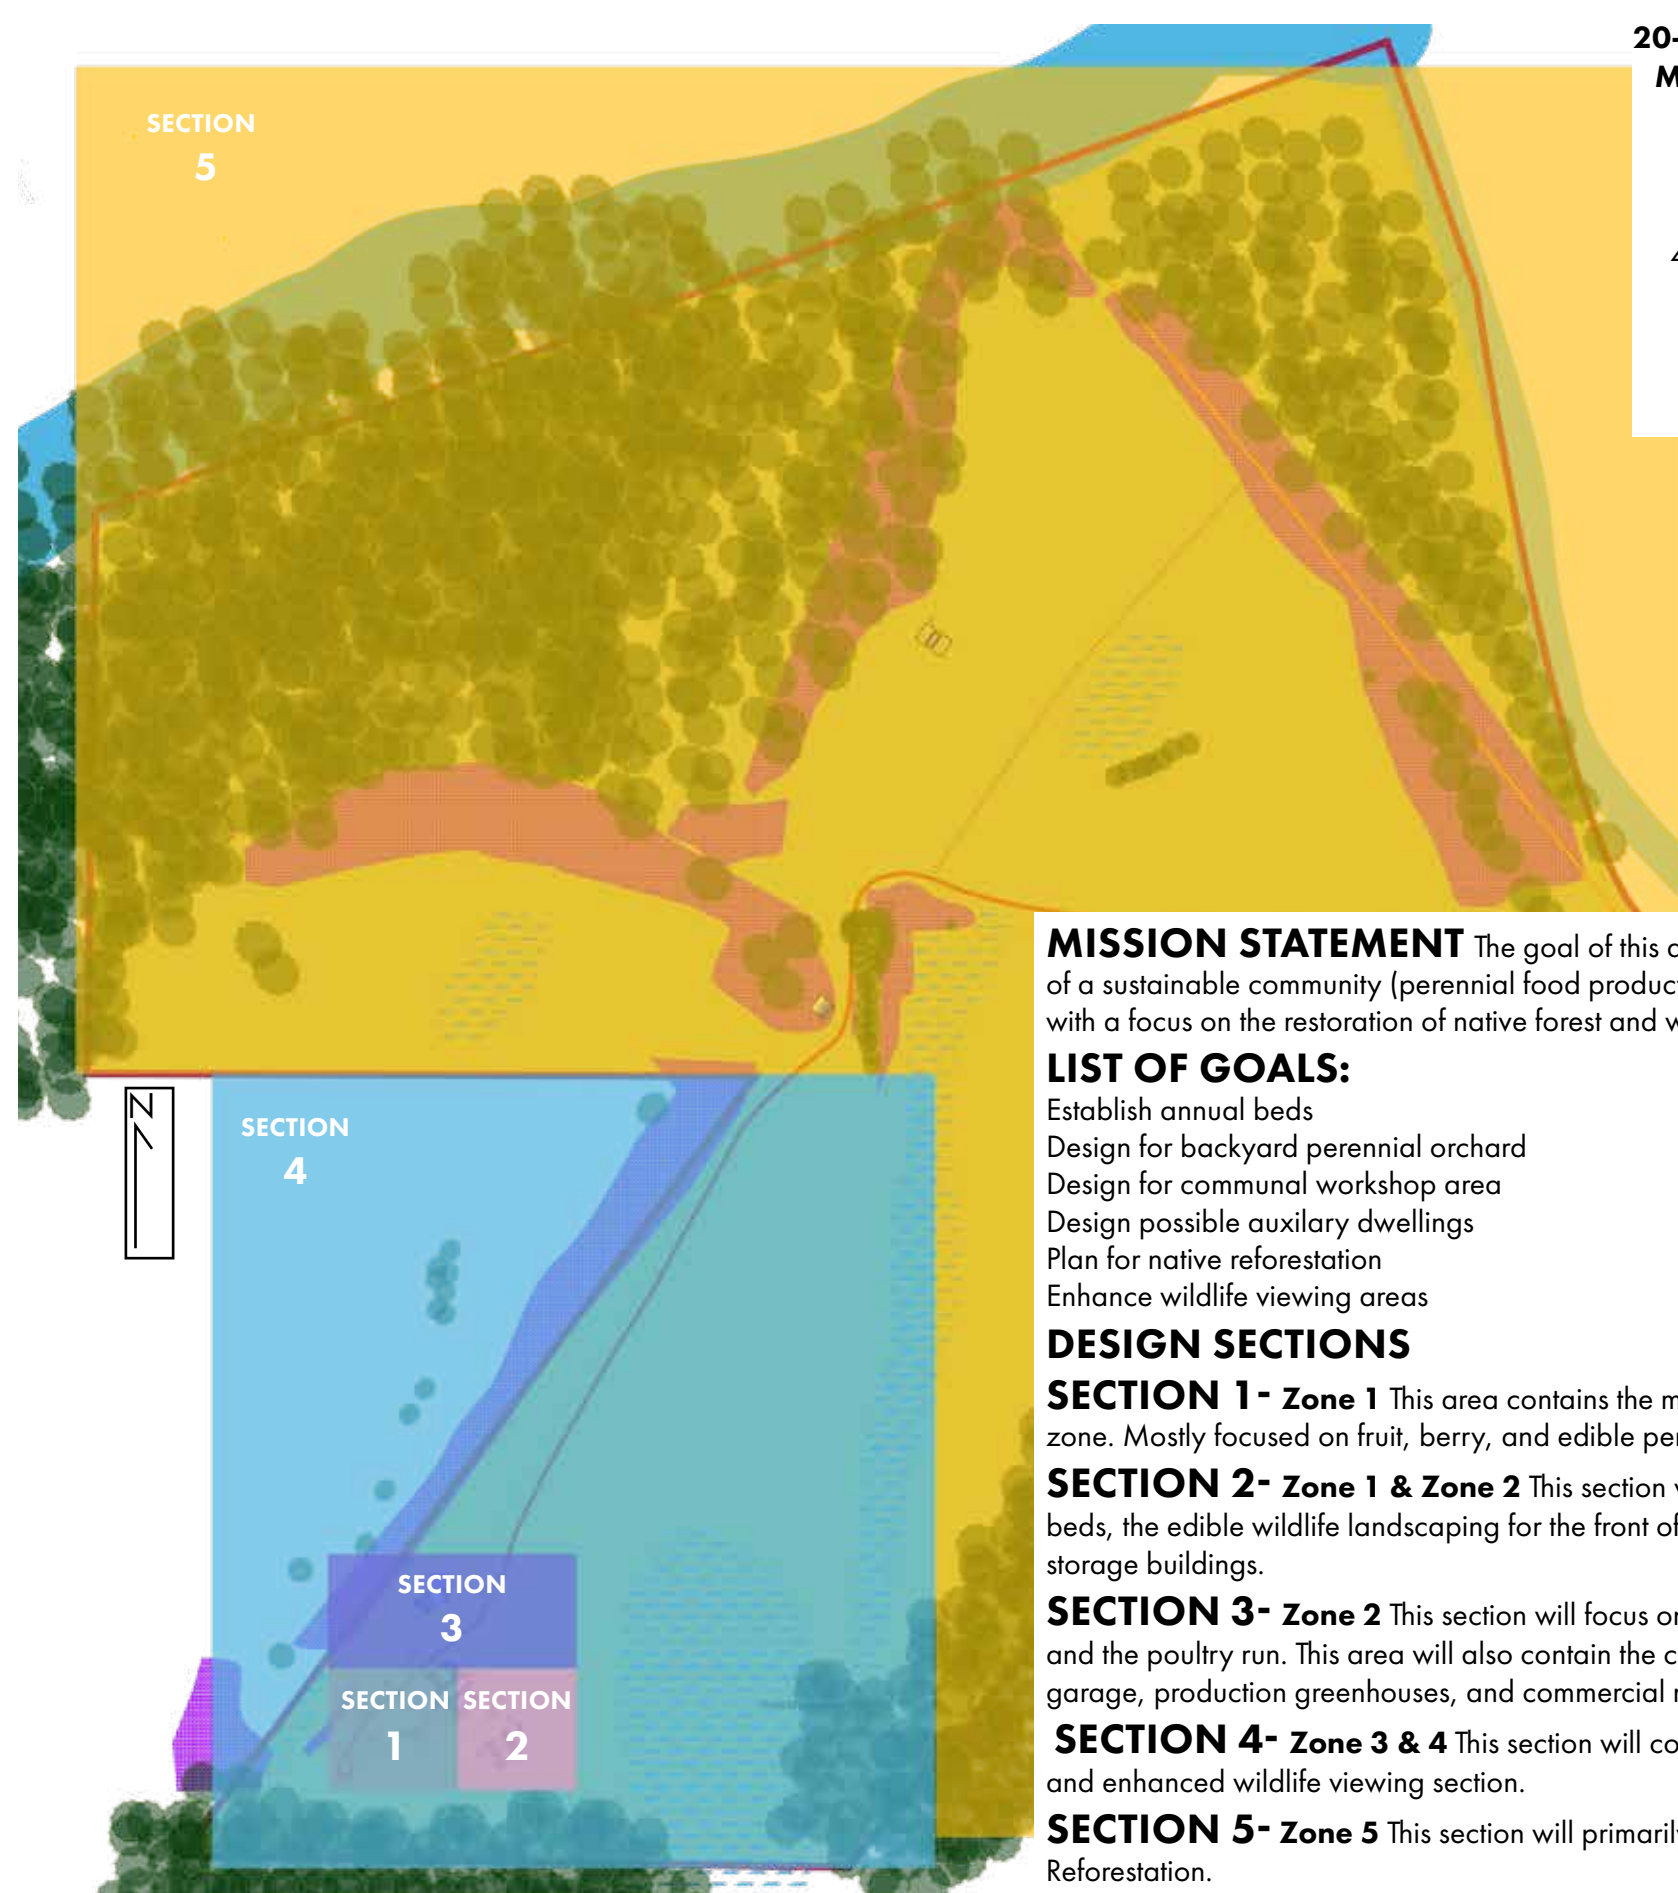 20-
M
SECTION
5
MISSION STATEMENT The goal of this
of a sustainable community (perennial food
with a focus on the restoration of native forest and
LIST OF GOALS:
Establish annual beds
Design for backyard perennial orchard
Design for communal workshop area
Design possible auxilary dwellings
Plan for native reforestation
Enhance wildlife viewing areas
DESIGN SECTIONS
SECTION 1- Zone 1 This area contains the
zone. Mostly focused on fruit, berry, and edible
SECTION 2- Zone 1 & Zone 2 This section
beds, the edible wildlife landscaping for the front of
storage buildings.
SECTION 3- Zone 2 This section will focus
and the poultry run. This area will also contain the
garage, production greenhouses, and commercial
SECTION 4- Zone 3 & 4 This section will
and enhanced wildlife viewing section.
SECTION 5- Zone 5 This section will
Reforestation.
N
SECTION
4
SECTION
3
SECTION
1
SECTION
2